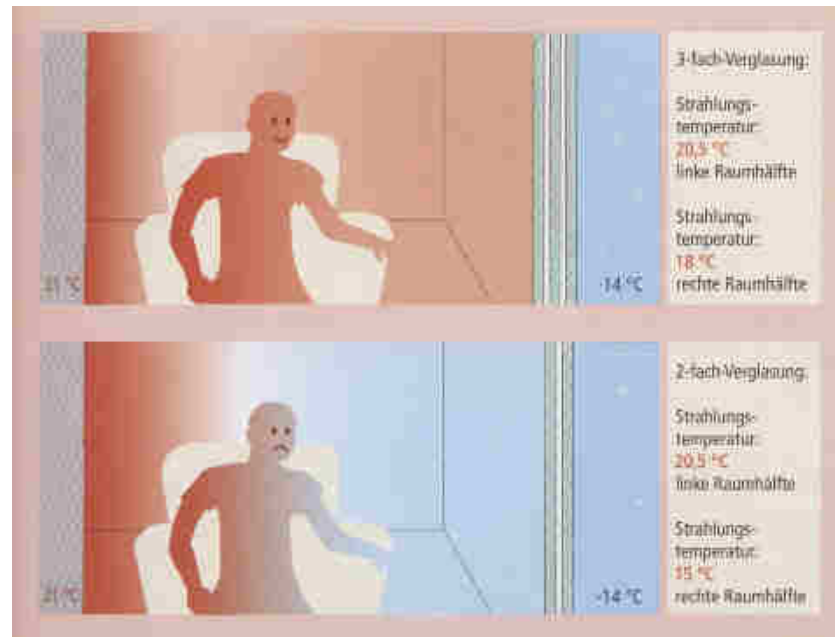 3-fach-Verglasung:
Strahlungs-
temperatur:
20,5 °C
linke Raumhälfte
Strahlungs-
temperatur:
18 °C
rechte Raumhälfte
21 °C
-14 °C
2-fach-Verglasung:
Strahlungs-
temperatur:
20,5 °C
linke Raumhälfte
Strahlungs-
temperatur:
15 °C
rechte Raumhälfte
21 °C
-14 °C